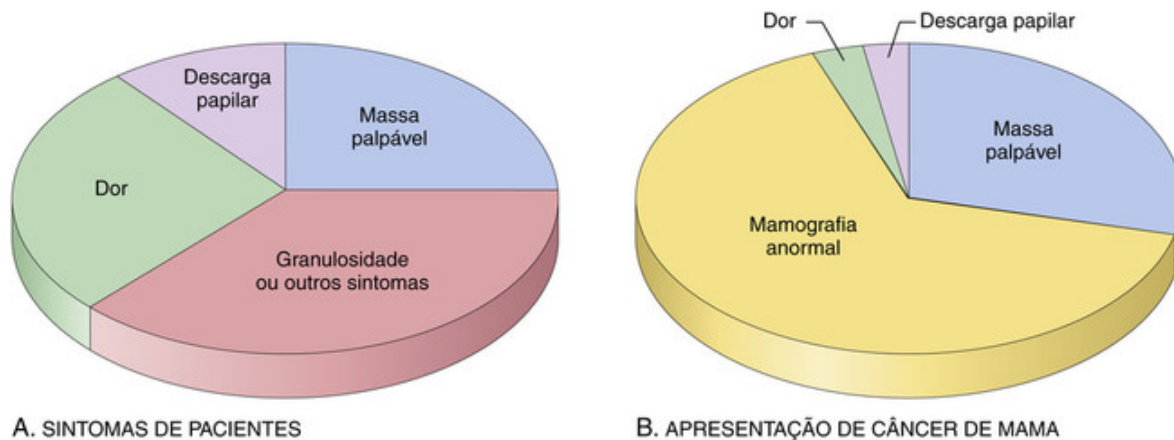 Descarga
papilar
Massa
palpável
Dor
Granulosidade
ou outros sintomas
A. SINTOMAS DE PACIENTES
Dor
Descarga papilar
Massa
palpável
Mamografia
anormal
B. APRESENTAÇÃO DE CÂNCER DE MAMA